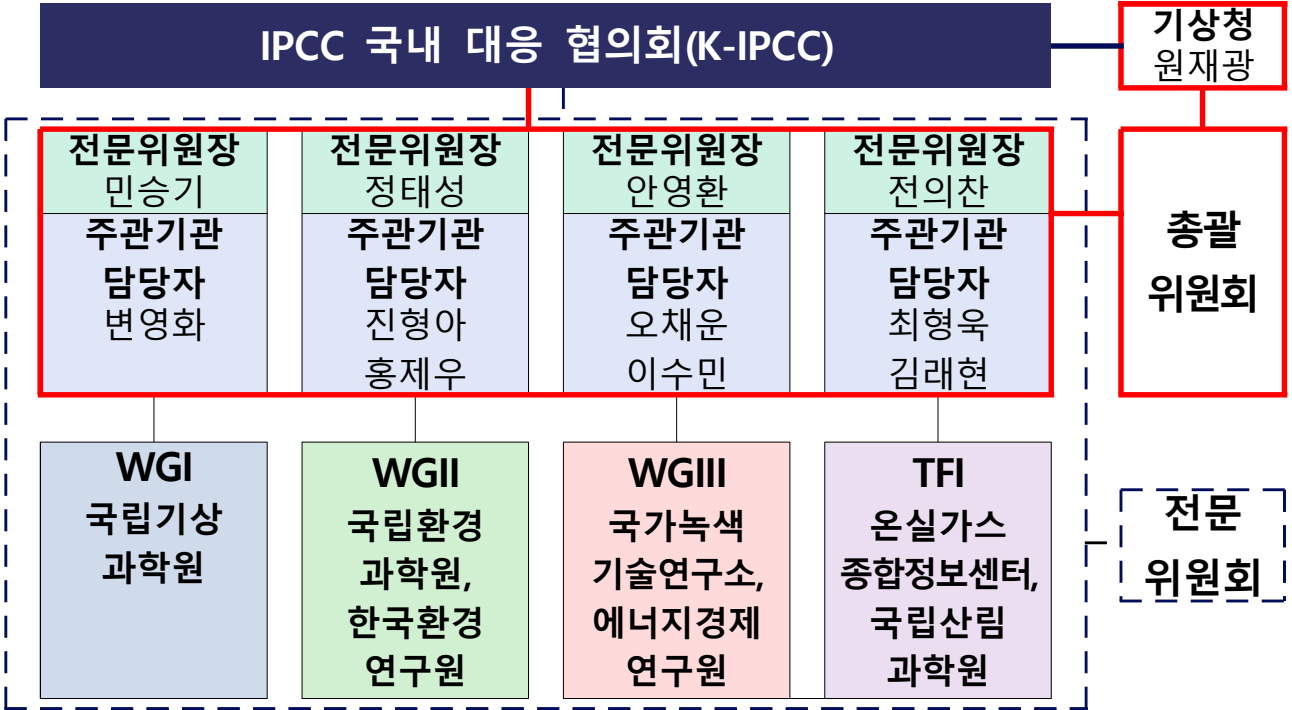 IPCC 국내 대응 협의회(K-IPCC)
기상청
원재광
전문위원장
민승기
주관기관
담당자
변영화
전문위원장
정태성
주관기관
담당자
진형아
홍제우
전문위원장
안영환
주관기관
담당자
오채운
이수민
전문위원장
전의찬
주관기관
담당자
최형욱
김래현
총괄
위원회
WGI
국립기상
과학원
WGII
국립환경
과학원,
한국환경
연구원
WGIII
국가녹색
기술연구소,
에너지경제
연구원
TFI
온실가스
종합정보센터,
국립산림
과학원
전문
위원회